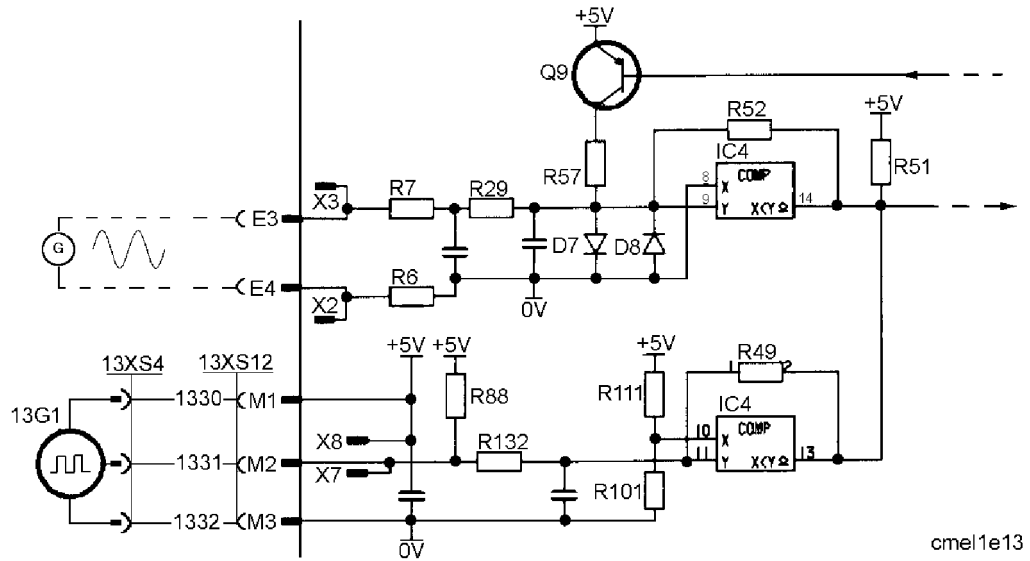 +5V
Q9
R52
+5V
IC4
R57
R51
R7
R29
X3
8
X
COMP
9
Y
X<Y
14
E3
G
D7
D8
R6
E4
X2
0V
+5V
+5V
+5V
R49
1
2
13XS4
13XS12
R88
R111
IC4
13G1
1330
M1
X8
R132
10
X
COMP
11
Y
X<Y
13
1331
M2
X7
R101
1332
M3
0V
cmel1e13